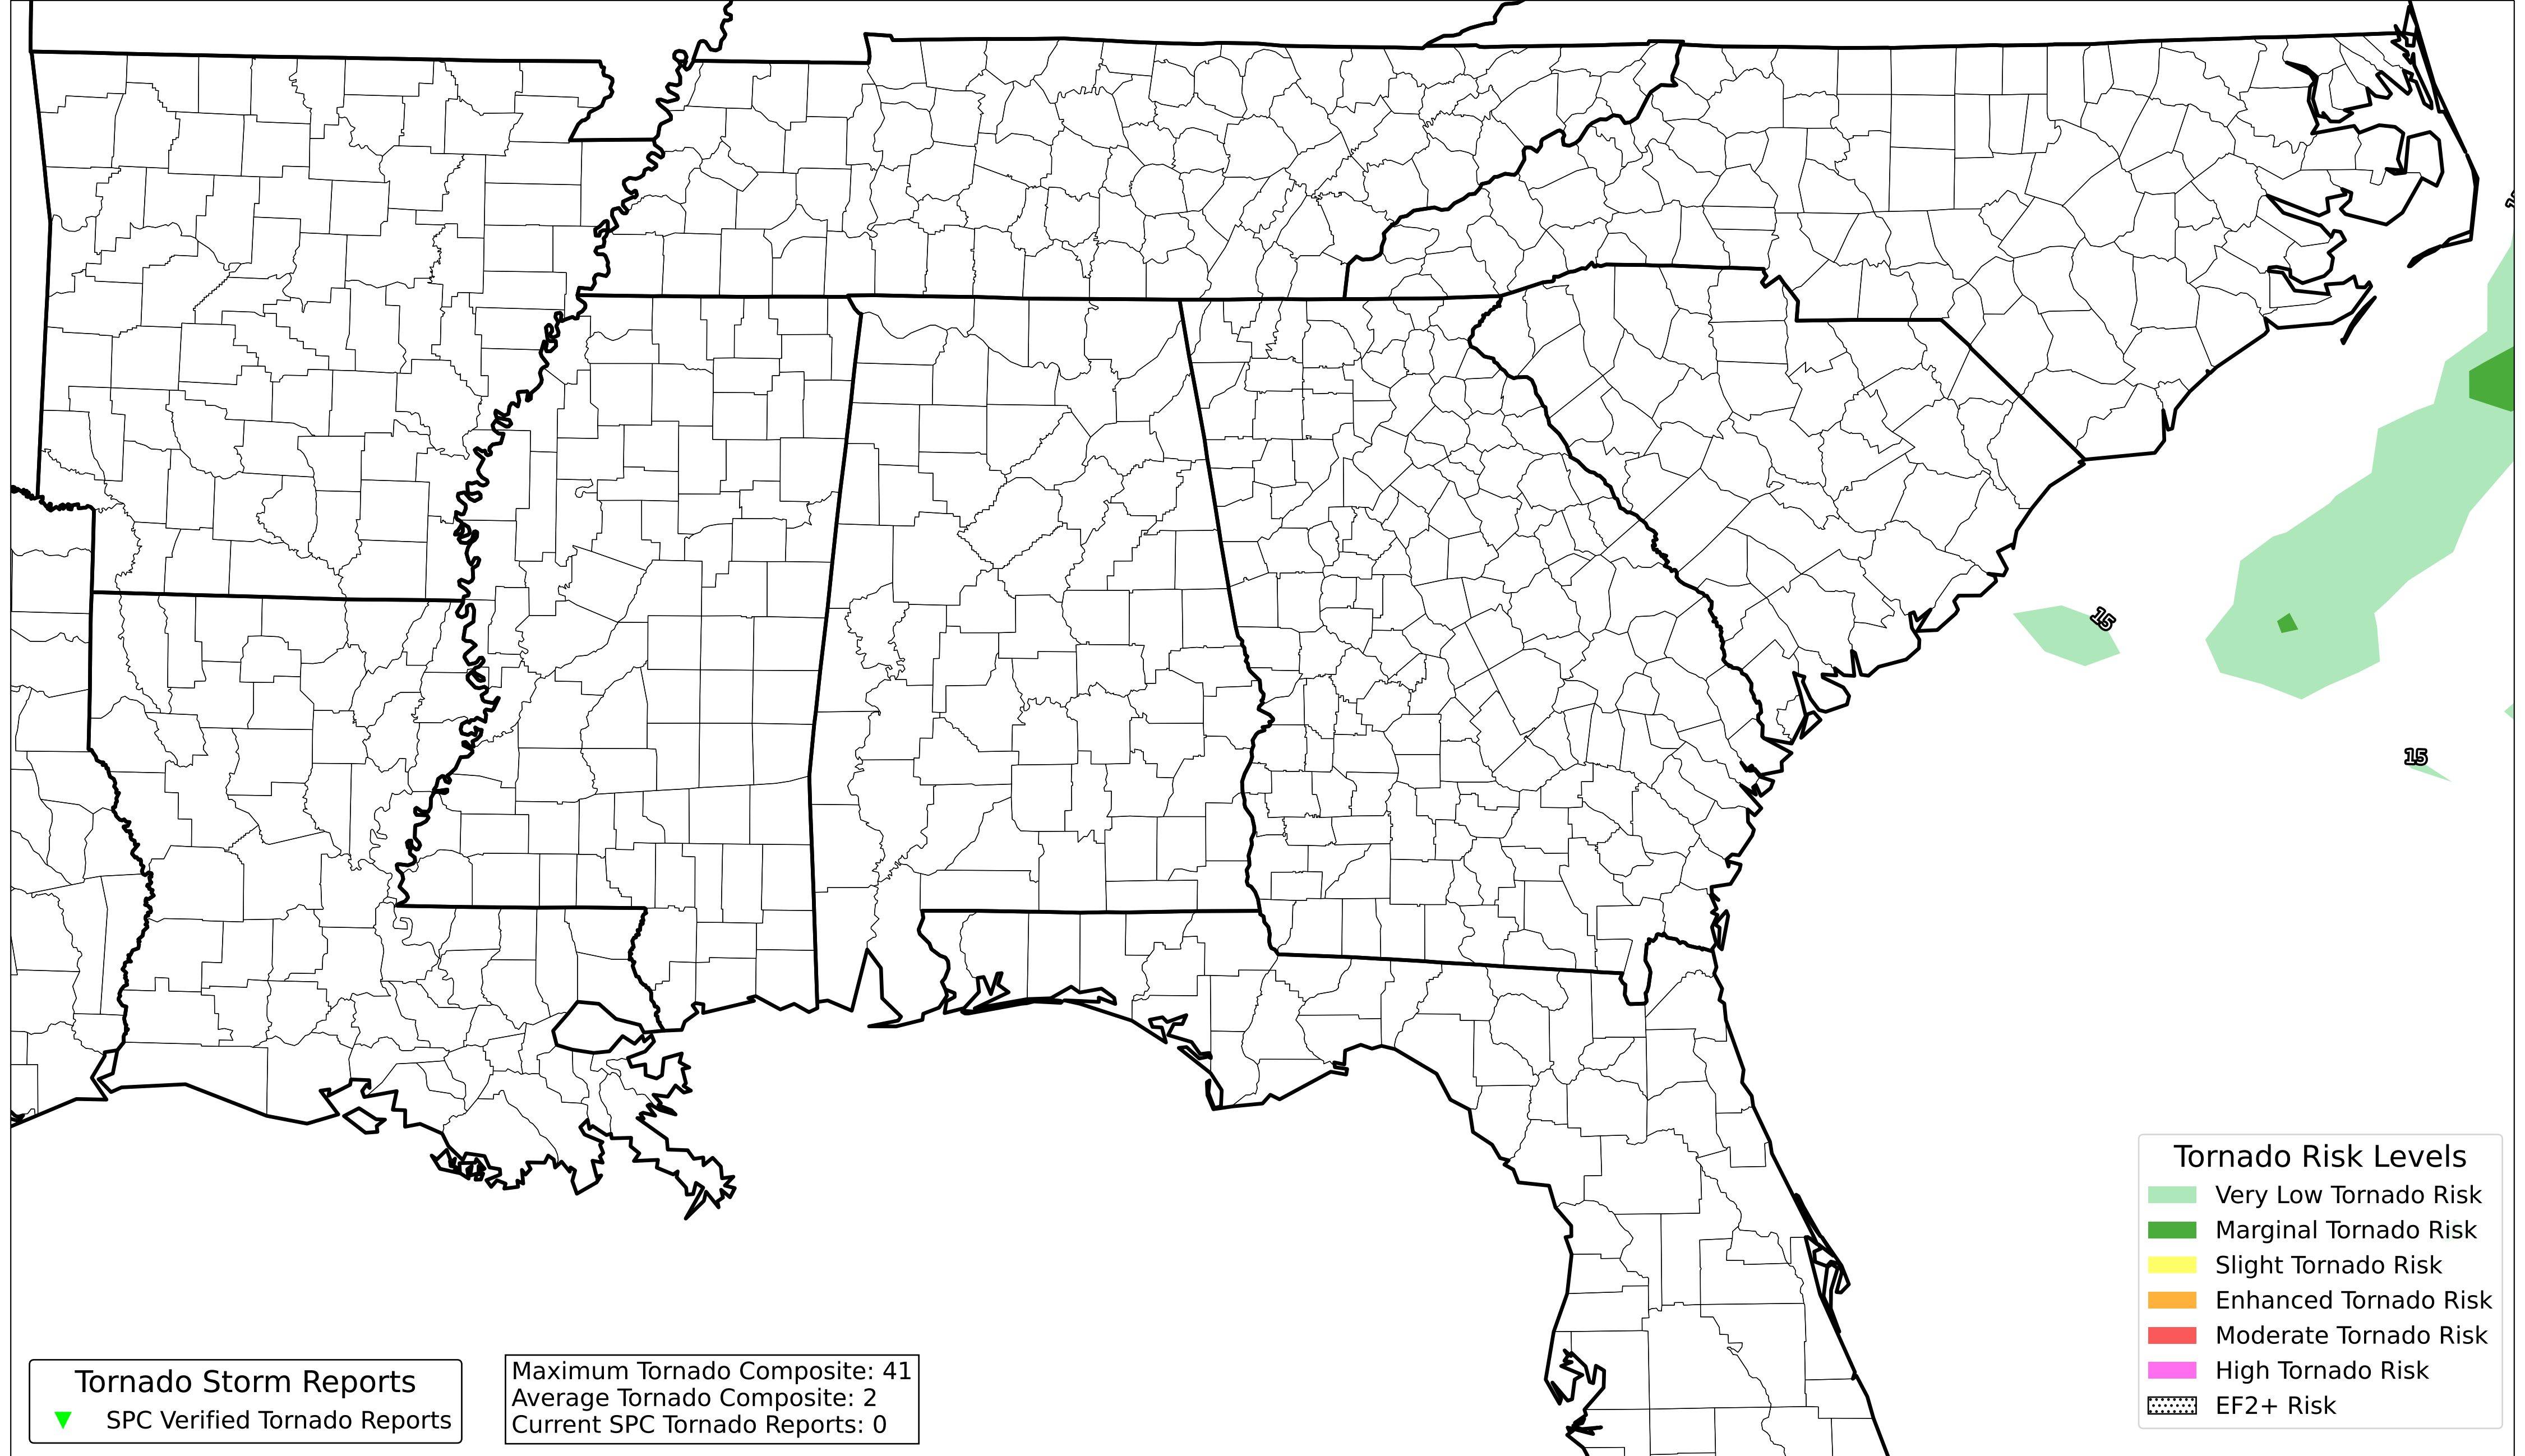 15
15
Tornado Risk Levels
Very Low Tornado Risk
Marginal Tornado Risk
Slight Tornado Risk
Enhanced Tornado Risk
Moderate Tornado Risk
High Tornado Risk
EF2+ Risk
Tornado Storm Reports
SPC Verified Tornado Reports
Maximum Tornado Composite: 41
Average Tornado Composite: 2
Current SPC Tornado Reports: 0